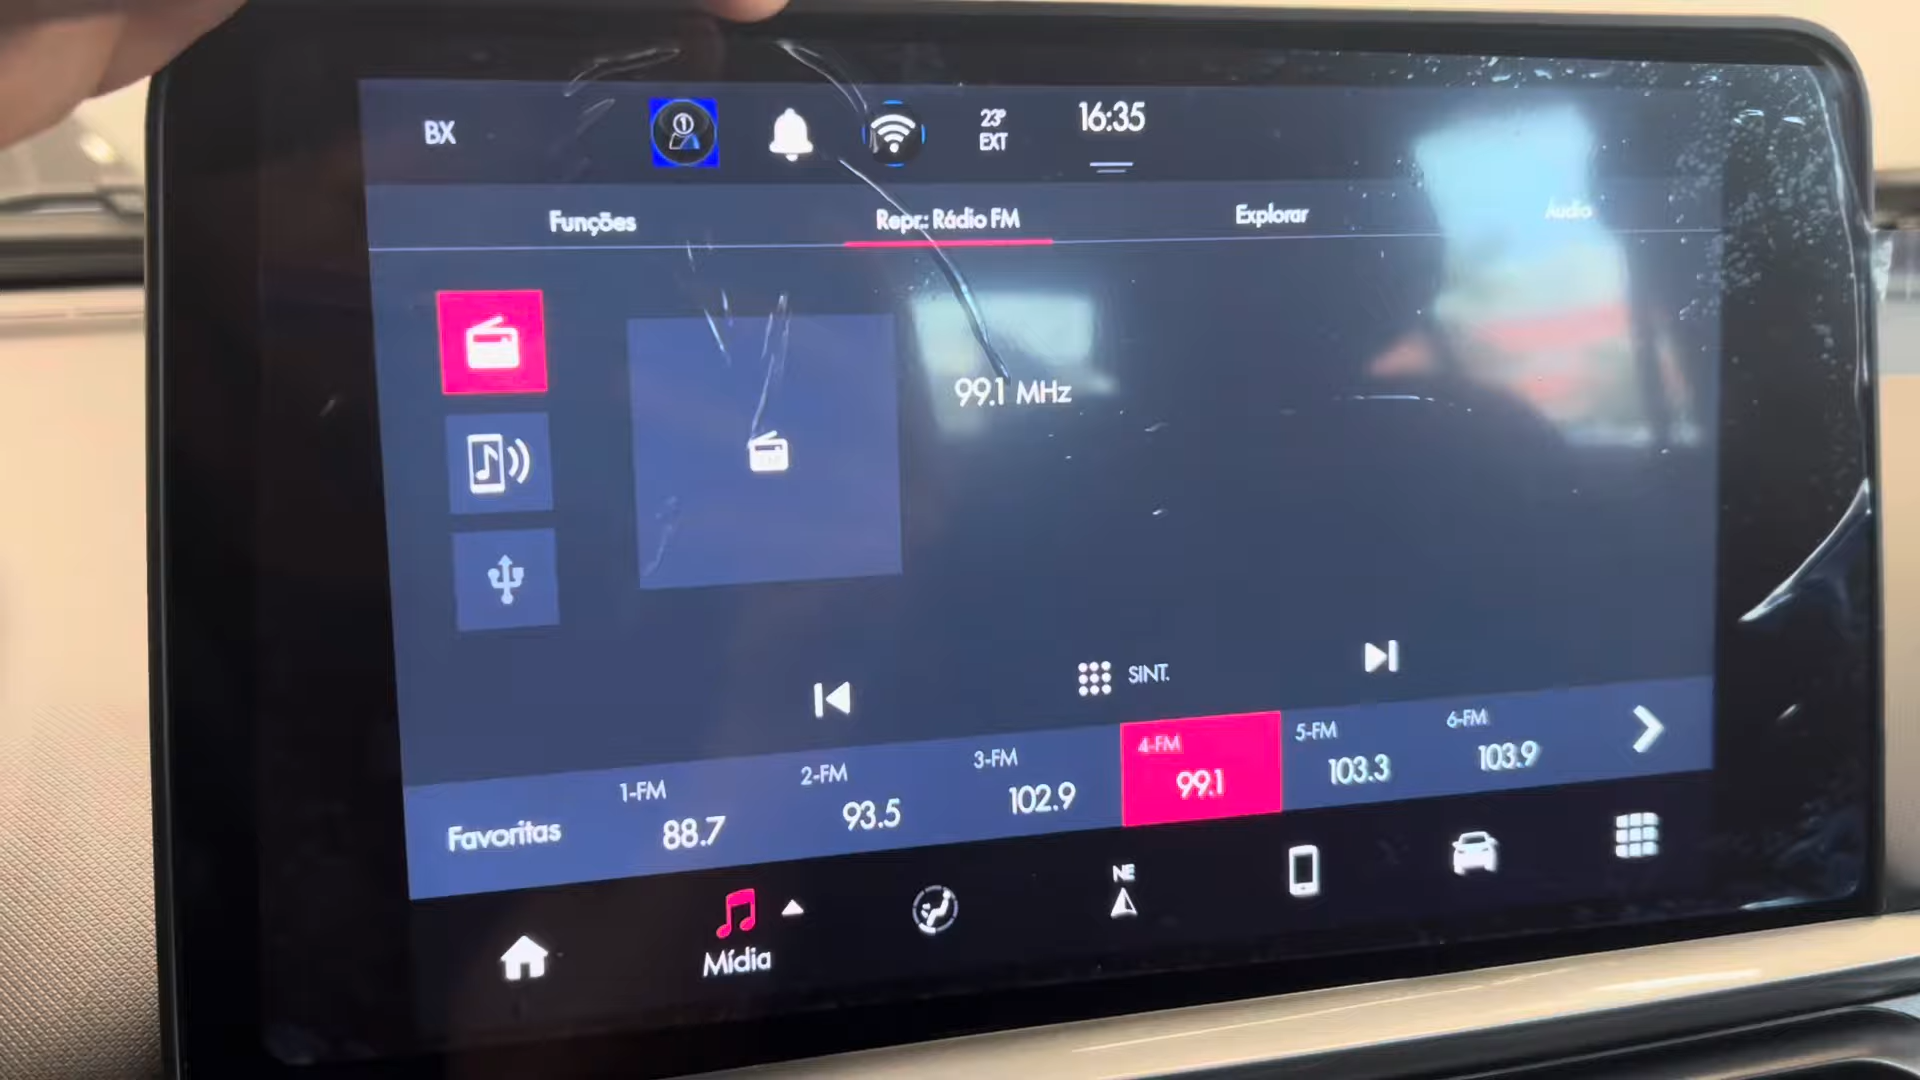 BX
23°
EXT
16:35
Funções
Repr.: Rádio FM
Explorar
Áudio
99.1 MHz
SINT.
Favoritas
1-FM
88.7
2-FM
93.5
3-FM
102.9
4-FM
99.1
5-FM
103.3
6-FM
103.9
Mídia
NE